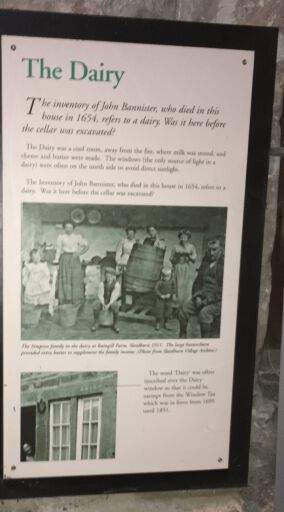 The Dairy
The inventory of John Bannister, who died in this
house in 1654, refers to a dairy. Was it here before
the cellar was excavated?
The Dairy was a cool room, away from the fire, where milk was stored, and
cheese and butter were made. The windows (the only source of light in a
dairy) were often on the north side to avoid direct sunlight.
The Inventory of John Bannister, who died in this house in 1654, refers to a
dairy. Was it here before the cellar was excavated?
The Simpson family in the dairy at Raingill Farm, Slaidburn 1911. The large butterchurn
provided extra butter to supplement the family income. (Photo from Slaidburn Village Archive.)
The word 'Dairy' was often
inscribed over the Dairy
window so that it could be
exempt from the Window Tax
which was in force from 1695
until 1851.